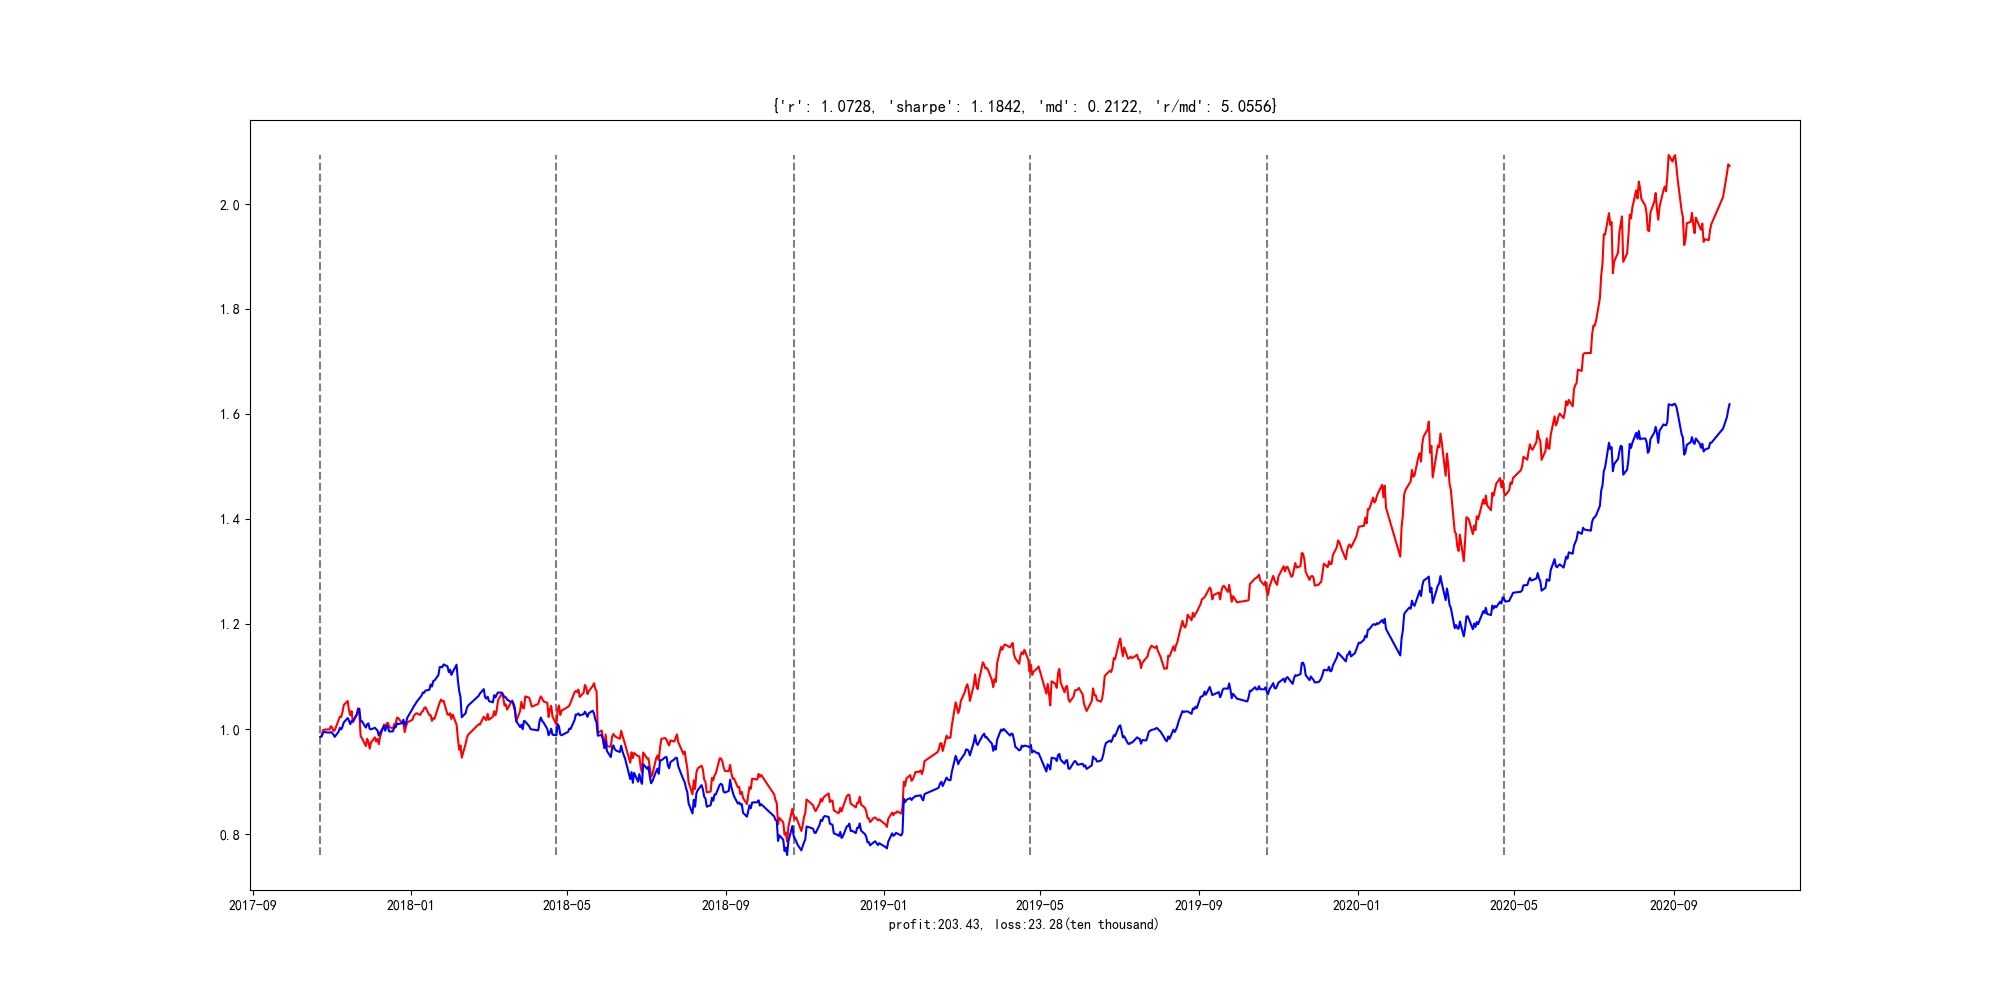 {'r': 1.0728, 'sharpe': 1.1842, 'md': 0.2122, 'r/md': 5.0556}
2.0
1.8
1.6
1.4
1.2
1.0
0.8
2017-09 2018-01 2018-05 2018-09 2019-01 2019-05 2019-09 2020-01 2020-05 2020-09
profit:203.43, loss:23.28(ten thousand)